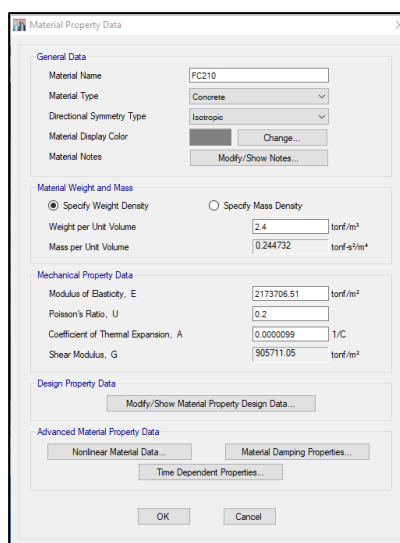 Material Property Data
General Data
Material Name FC210
Material Type Concrete
Directional Symmetry Type Isotropic
Material Display Color Change...
Material Notes Modify/Show Notes...
Material Weight and Mass
Specify Weight Density Specify Mass Density
Weight per Unit Volume 2.4 tonf/m³
Mass per Unit Volume 0.244732 tonf-s²/m⁴
Mechanical Property Data
Modulus of Elasticity, E 2173706.51 tonf/m²
Poisson's Ratio, U 0.2
Coefficient of Thermal Expansion, A 0.0000099 1/C
Shear Modulus, G 905711.05 tonf/m²
Design Property Data
Modify/Show Material Property Design Data...
Advanced Material Property Data
Nonlinear Material Data... Material Damping Properties...
Time Dependent Properties...
OK Cancel